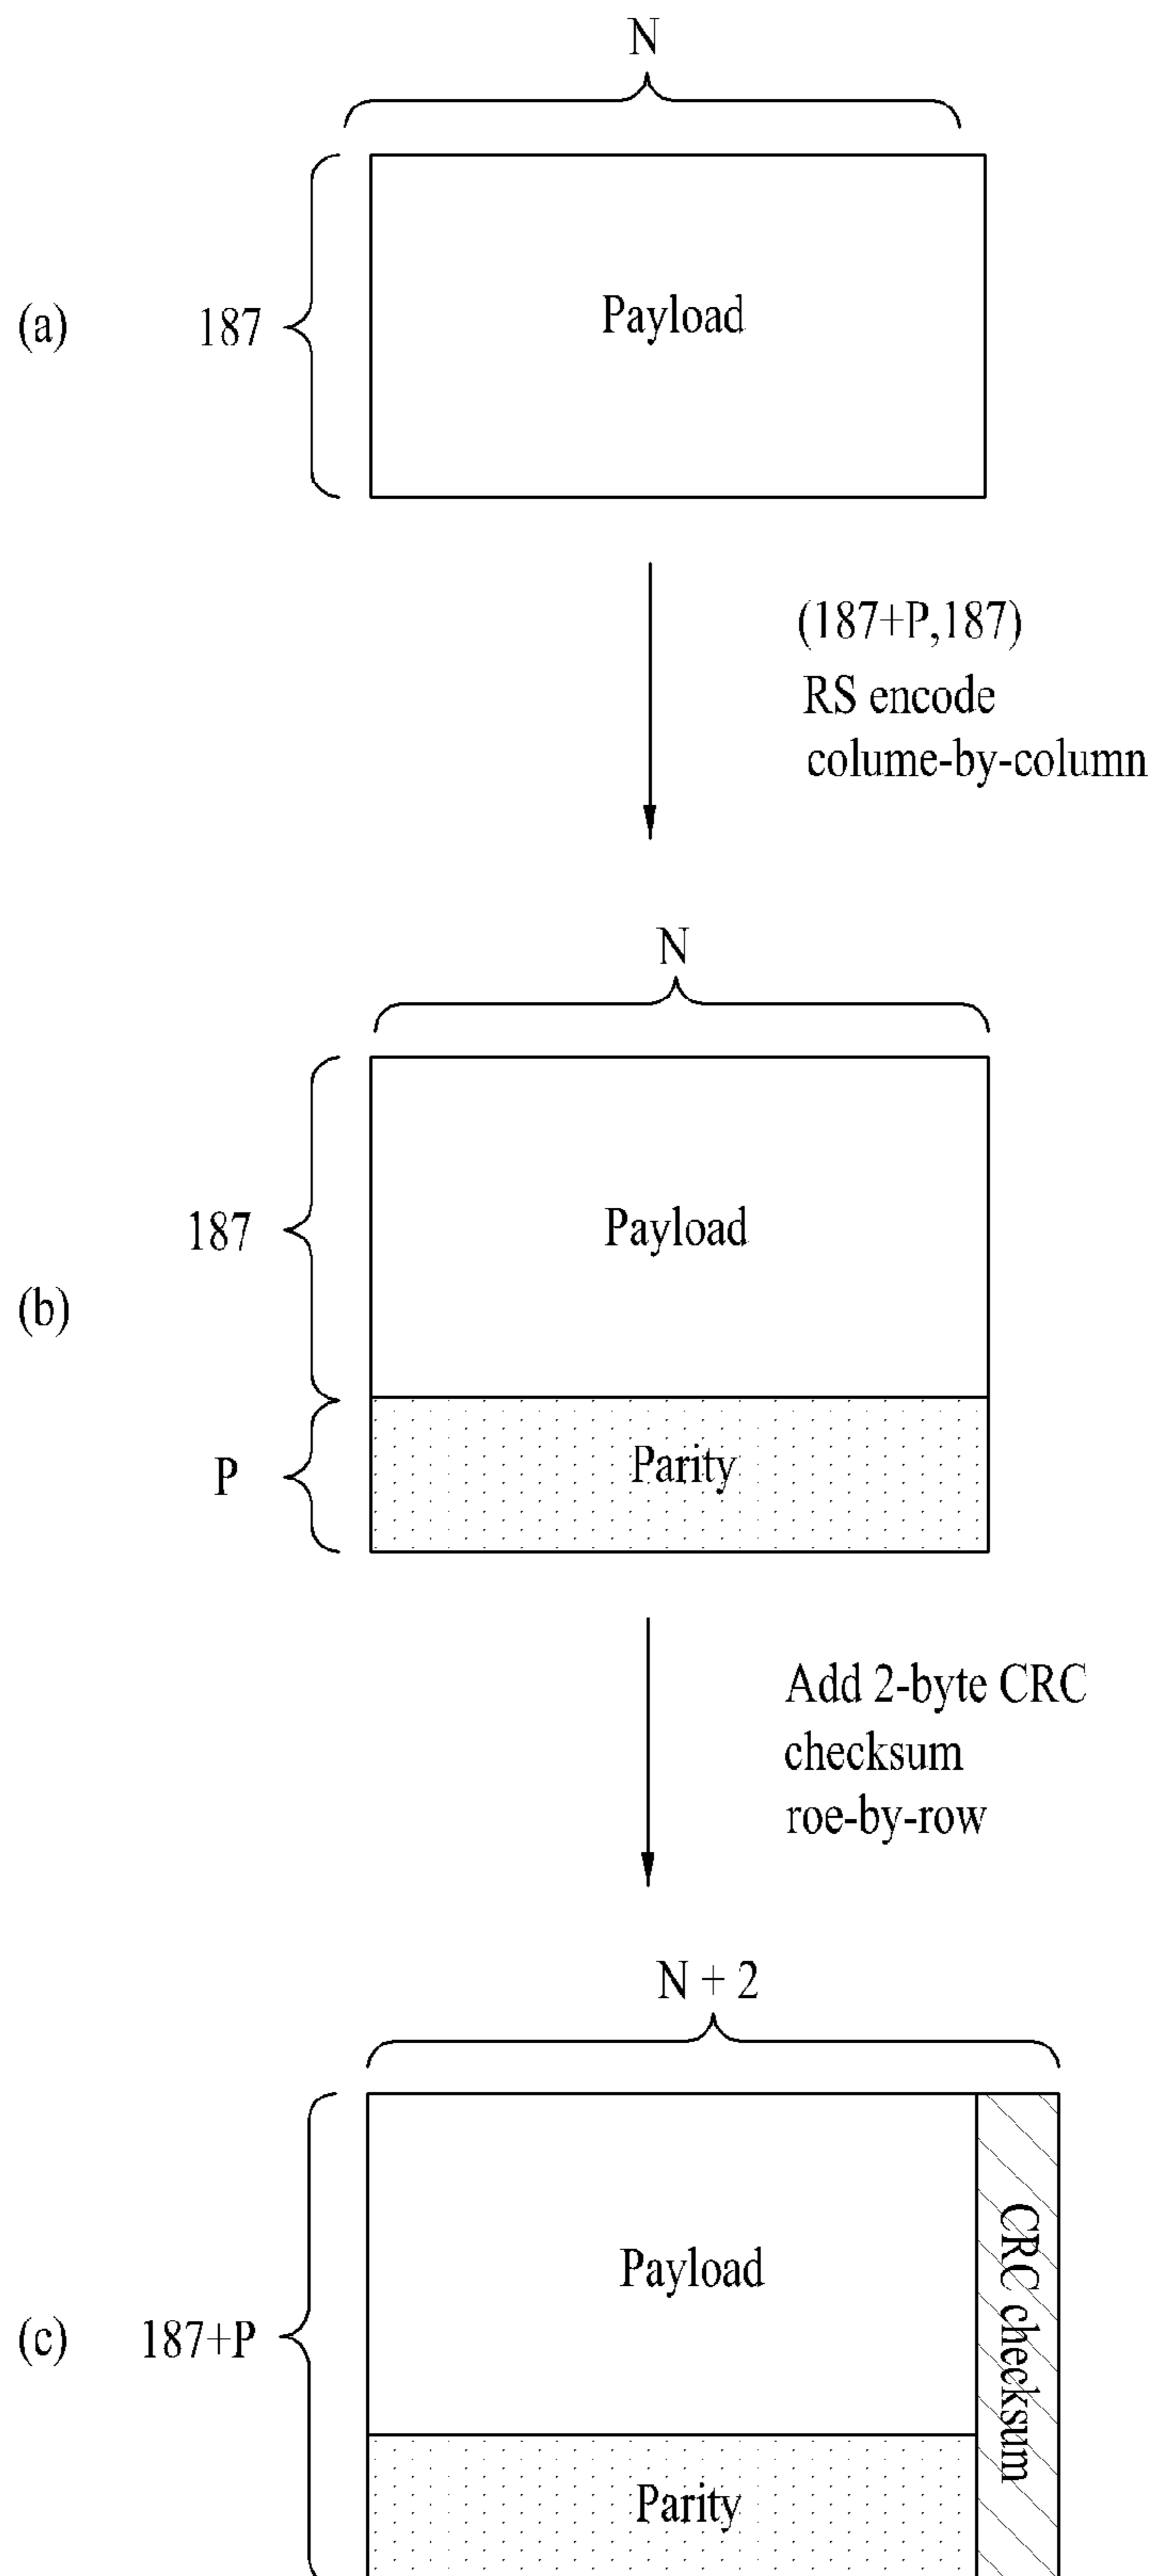 N
(a)
187
Payload
(187+P,187)
RS encode
colume-by-column
N
187
Payload
(b)
P
Parity
Add 2-byte CRC
checksum
roe-by-row
N + 2
Payload
CRC checksum
(c)
187+P
Parity